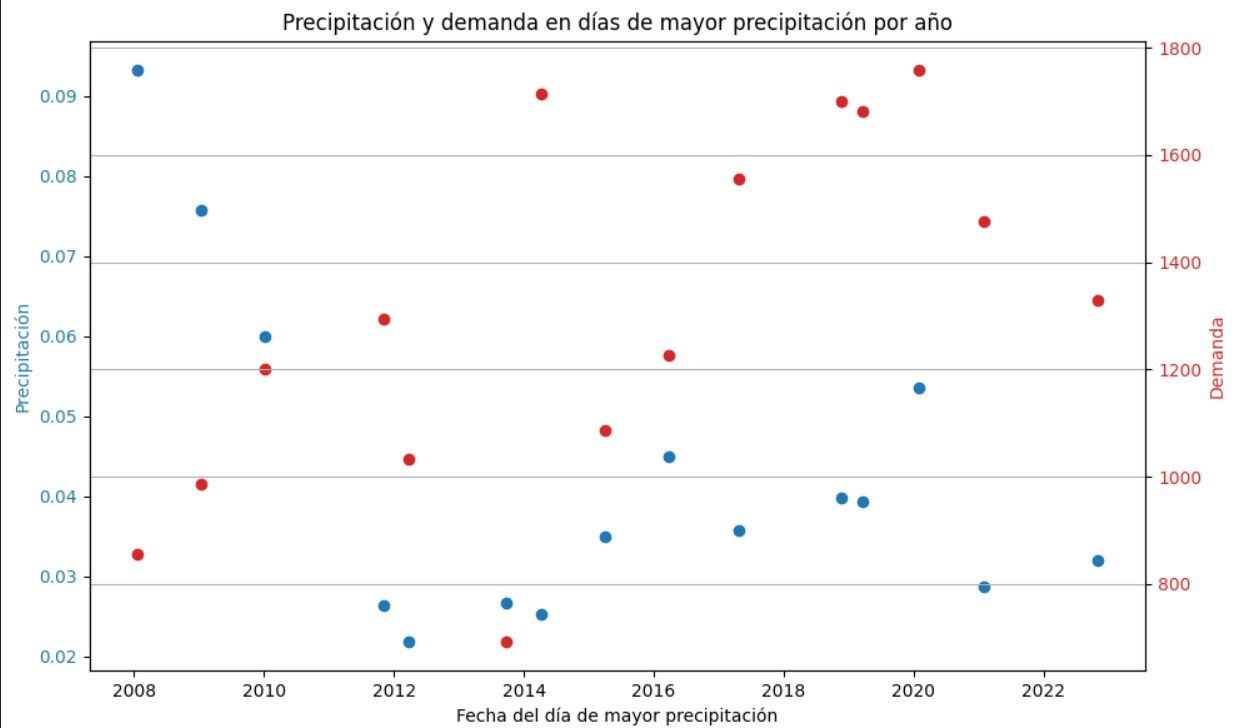 Precipitación y demanda en días de mayor precipitación por año
0.09
0.08
0.07
0.06
0.05
0.04
0.03
0.02
Precipitación
1800
1600
1400
1200
1000
800
Demanda
2008 2010 2012 2014 2016 2018 2020 2022
Fecha del día de mayor precipitación